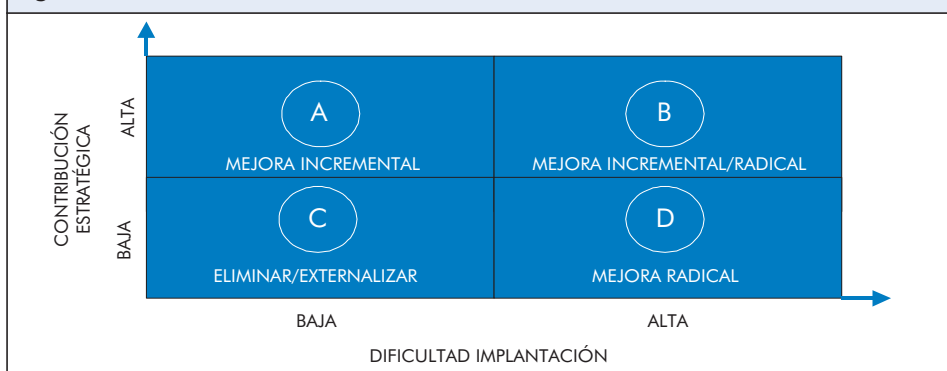 CONTRIBUCIÓN
ESTRATÉGICA
ALTA
A
MEJORA INCREMENTAL
B
MEJORA INCREMENTAL/RADICAL
BAJA
C
ELIMINAR/EXTERNALIZAR
D
MEJORA RADICAL
BAJA
ALTA
DIFICULTAD IMPLANTACIÓN